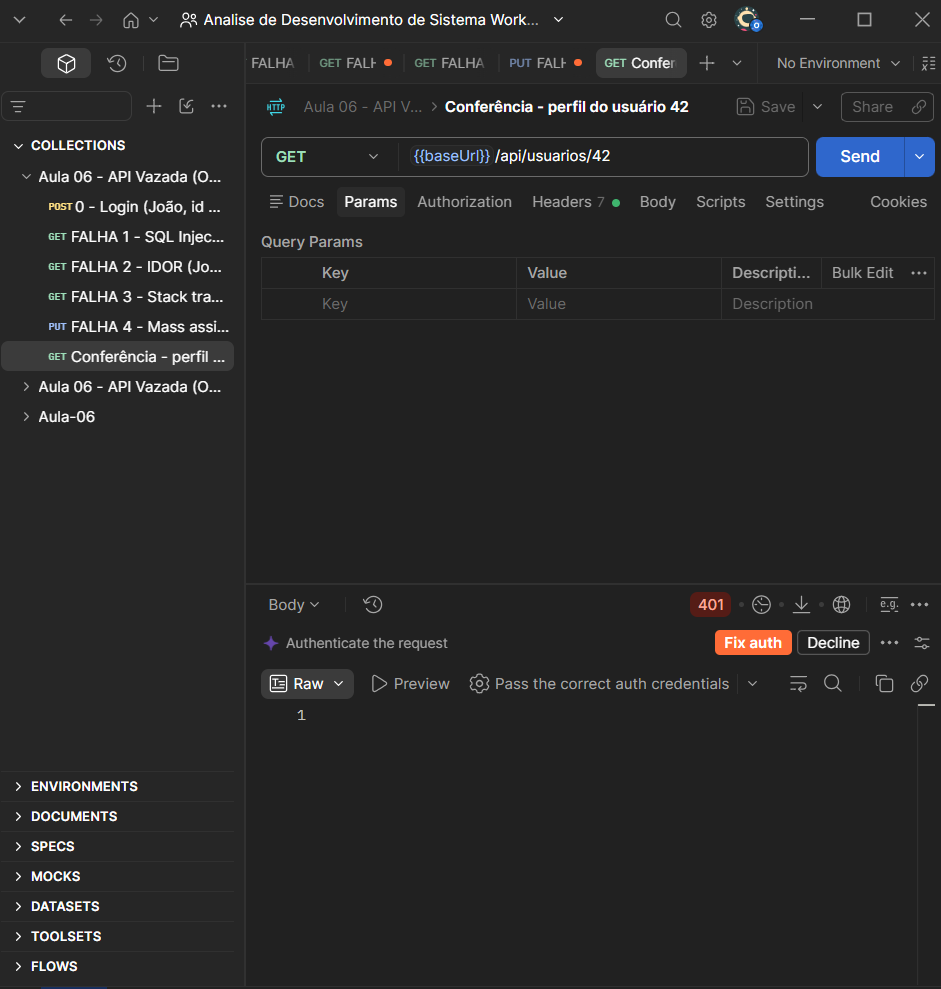 Analise de Desenvolvimento de Sistema Work...
FALHA
GET FALH
GET FALHA
PUT FALH
GET Confer
No Environment
HTTP
Aula 06 - API V... > Conferência - perfil do usuário 42
Save
Share
COLLECTIONS
Aula 06 - API Vazada (O...
POST 0 - Login (João, id ...
GET FALHA 1 - SQL Injec...
GET FALHA 2 - IDOR (Jo...
GET FALHA 3 - Stack tra...
PUT FALHA 4 - Mass assi...
GET Conferência - perfil ...
Aula 06 - API Vazada (O...
Aula-06
ENVIRONMENTS
DOCUMENTS
SPECS
MOCKS
DATASETS
TOOLSETS
FLOWS
GET
{{baseUrl}} /api/usuarios/42
Send
Docs
Params
Authorization
Headers 7
Body
Scripts
Settings
Cookies
Query Params
Key
Value
Descripti...
Bulk Edit
Key
Value
Description
Body
401
e.g.
Authenticate the request
Fix auth
Decline
Raw
Preview
Pass the correct auth credentials
1